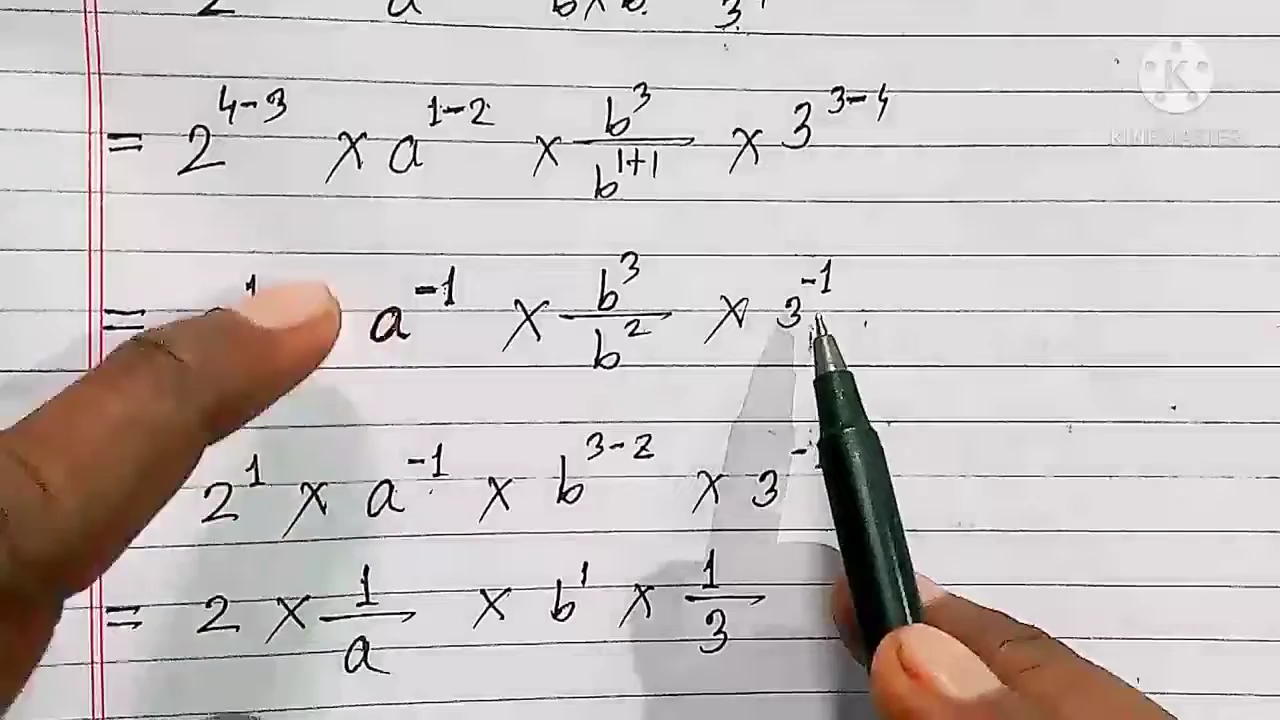 = 2^{4-3} × a^{1-2} × b^3/b^{1+1} × 3^{3-4}
= a^{-1} × b^3/b^2 × 3^{-1}
2^1 × a^{-1} × b^{3-2} × 3
= 2 × 1/a × b^1 × 1/3
K
KINEMASTER